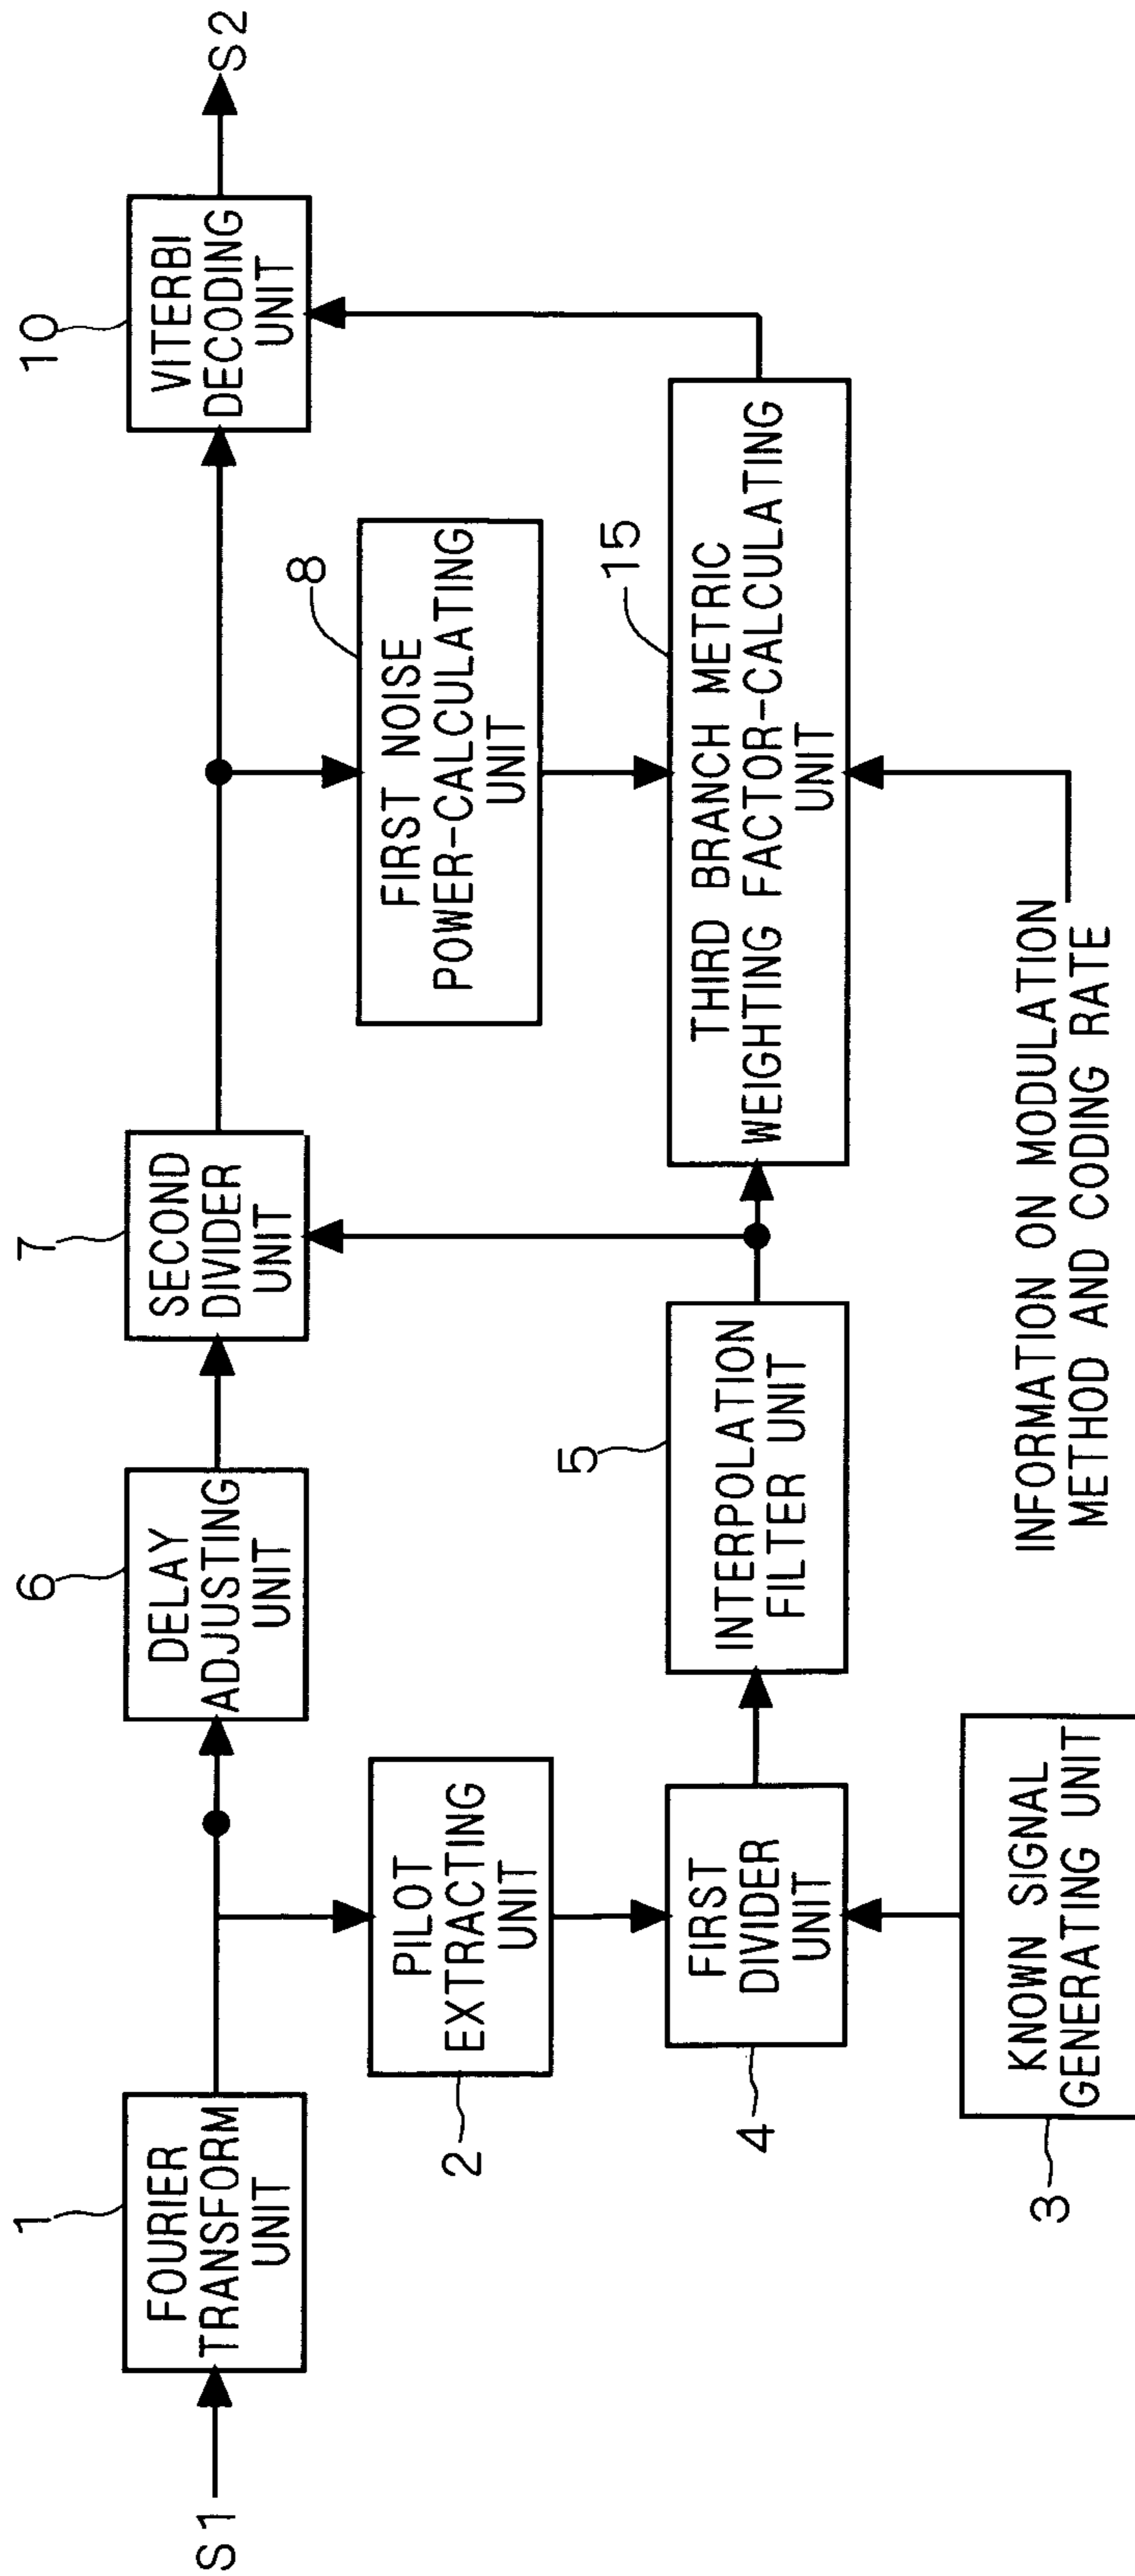 S1
1
FOURIER
TRANSFORM
UNIT
6
DELAY
ADJUSTING
UNIT
7
SECOND
DIVIDER
UNIT
10
VITERBI
DECODING
UNIT
S2
2
PILOT
EXTRACTING
UNIT
8
FIRST NOISE
POWER-CALCULATING
UNIT
4
FIRST
DIVIDER
UNIT
5
INTERPOLATION
FILTER UNIT
15
THIRD BRANCH METRIC
WEIGHTING FACTOR-CALCULATING
UNIT
3
KNOWN SIGNAL
GENERATING UNIT
INFORMATION ON MODULATION
METHOD AND CODING RATE